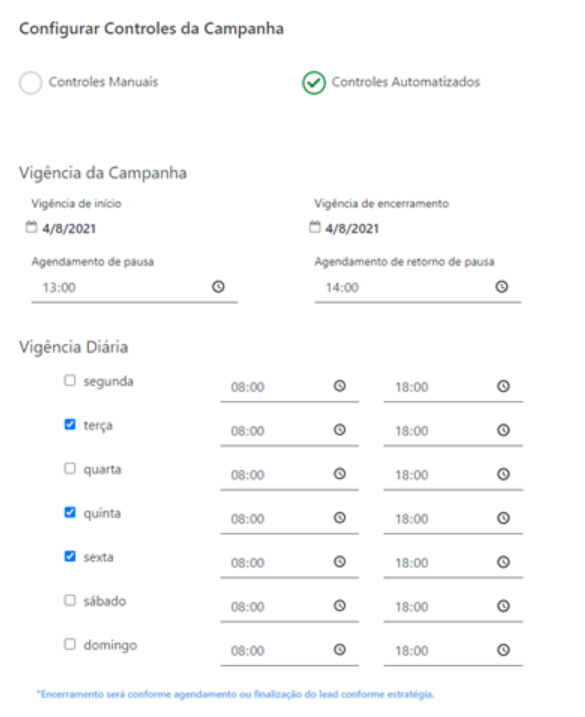 Configurar Controles da Campanha
Controles Manuais
Controles Automatizados
Vigência da Campanha
Vigência de início
Vigência de encerramento
4/8/2021
4/8/2021
Agendamento de pausa
Agendamento de retorno de pausa
13:00
14:00
Vigência Diária
segunda 08:00 18:00
terça 08:00 18:00
quarta 08:00 18:00
quinta 08:00 18:00
sexta 08:00 18:00
sábado 08:00 18:00
domingo 08:00 18:00
*Encerramento será conforme agendamento ou finalização do lead conforme estratégia.